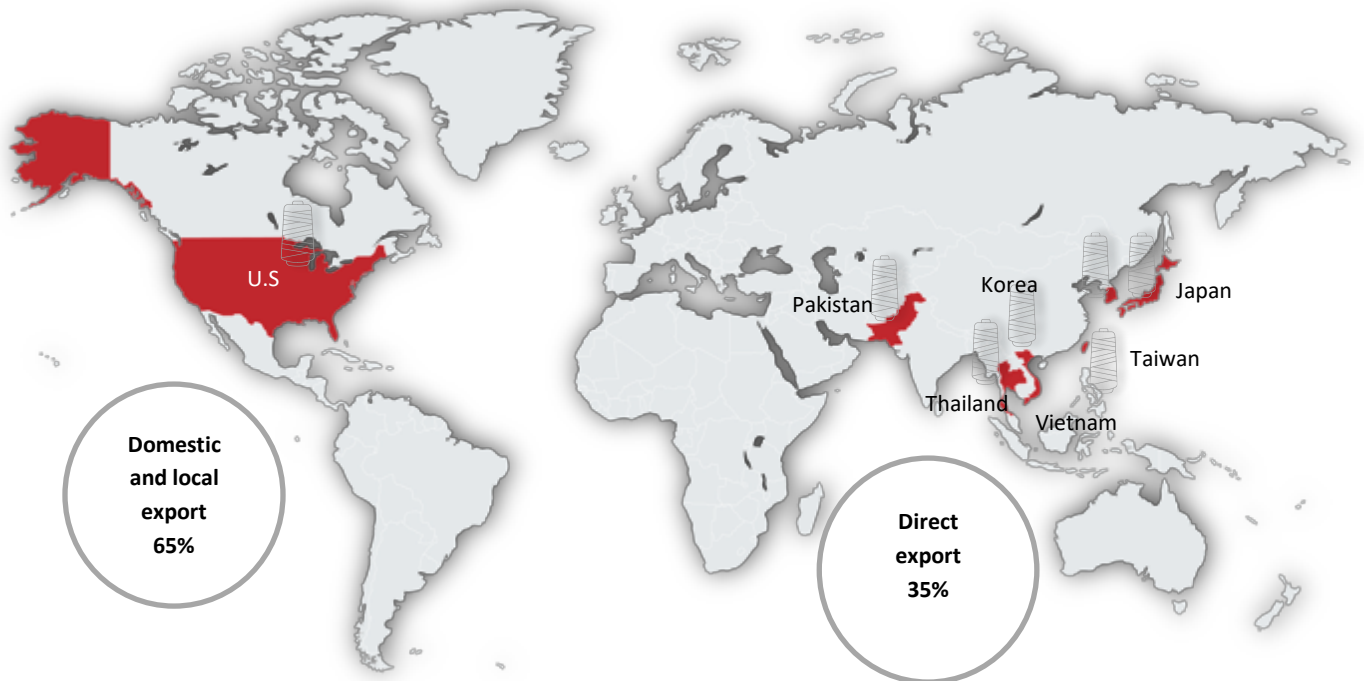 U.S
Pakistan
Korea
Japan
Taiwan
Thailand
Vietnam
Domestic
and local
export
65%
Direct
export
35%